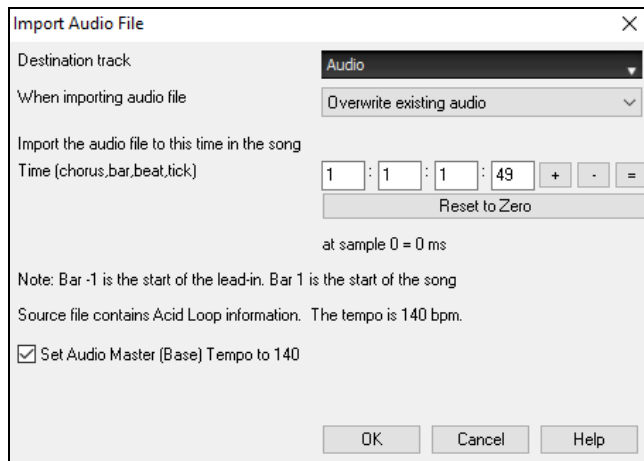 Import Audio File
Destination track
Audio
When importing audio file
Overwrite existing audio
Import the audio file to this time in the song
Time (chorus,bar,beat,tick)
1 : 1 : 1 : 49 + - =
Reset to Zero
at sample 0 = 0 ms
Note: Bar -1 is the start of the lead-in. Bar 1 is the start of the song
Source file contains Acid Loop information. The tempo is 140 bpm.
Set Audio Master (Base) Tempo to 140
OK Cancel Help